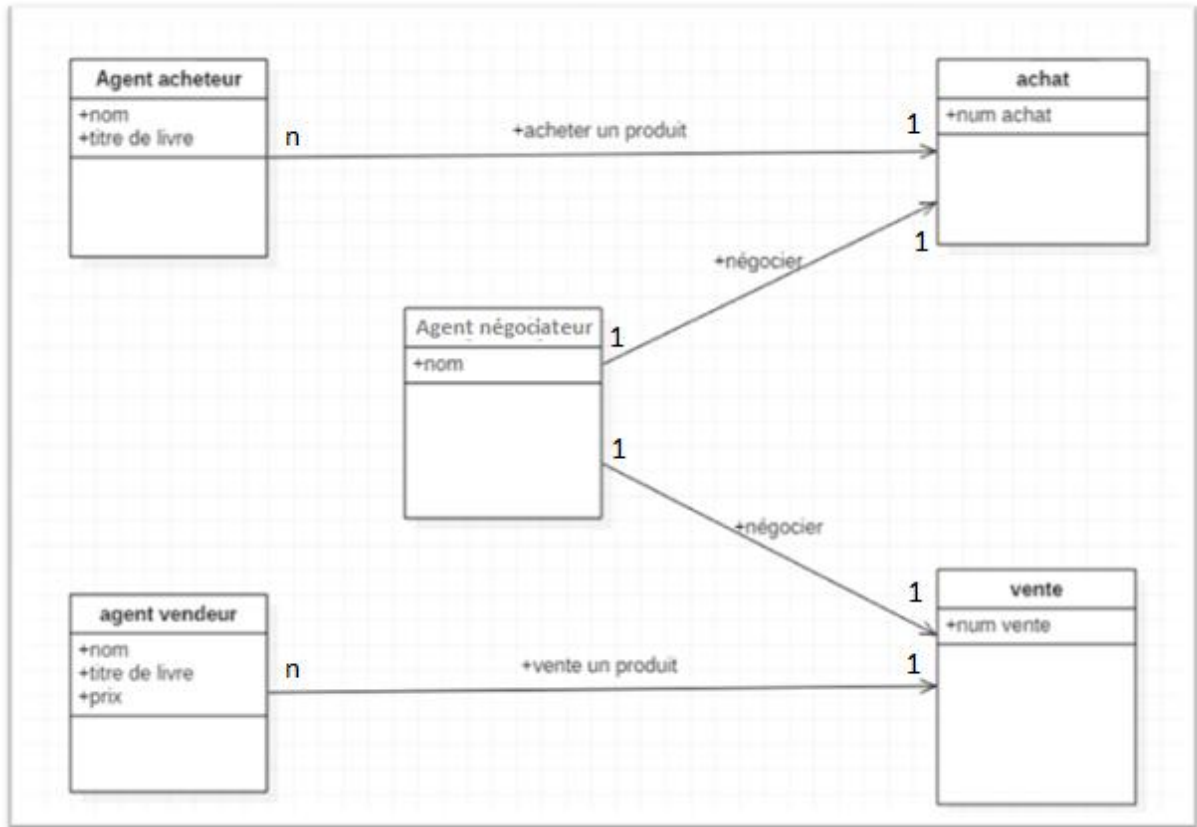 Agent acheteur
+nom
+titre de livre
n
+acheter un produit
1
achat
+num achat
1
+négocier
Agent négociateur
+nom
1
1
+négocier
agent vendeur
+nom
+titre de livre
+prix
n
+vente un produit
1
1
vente
+num vente